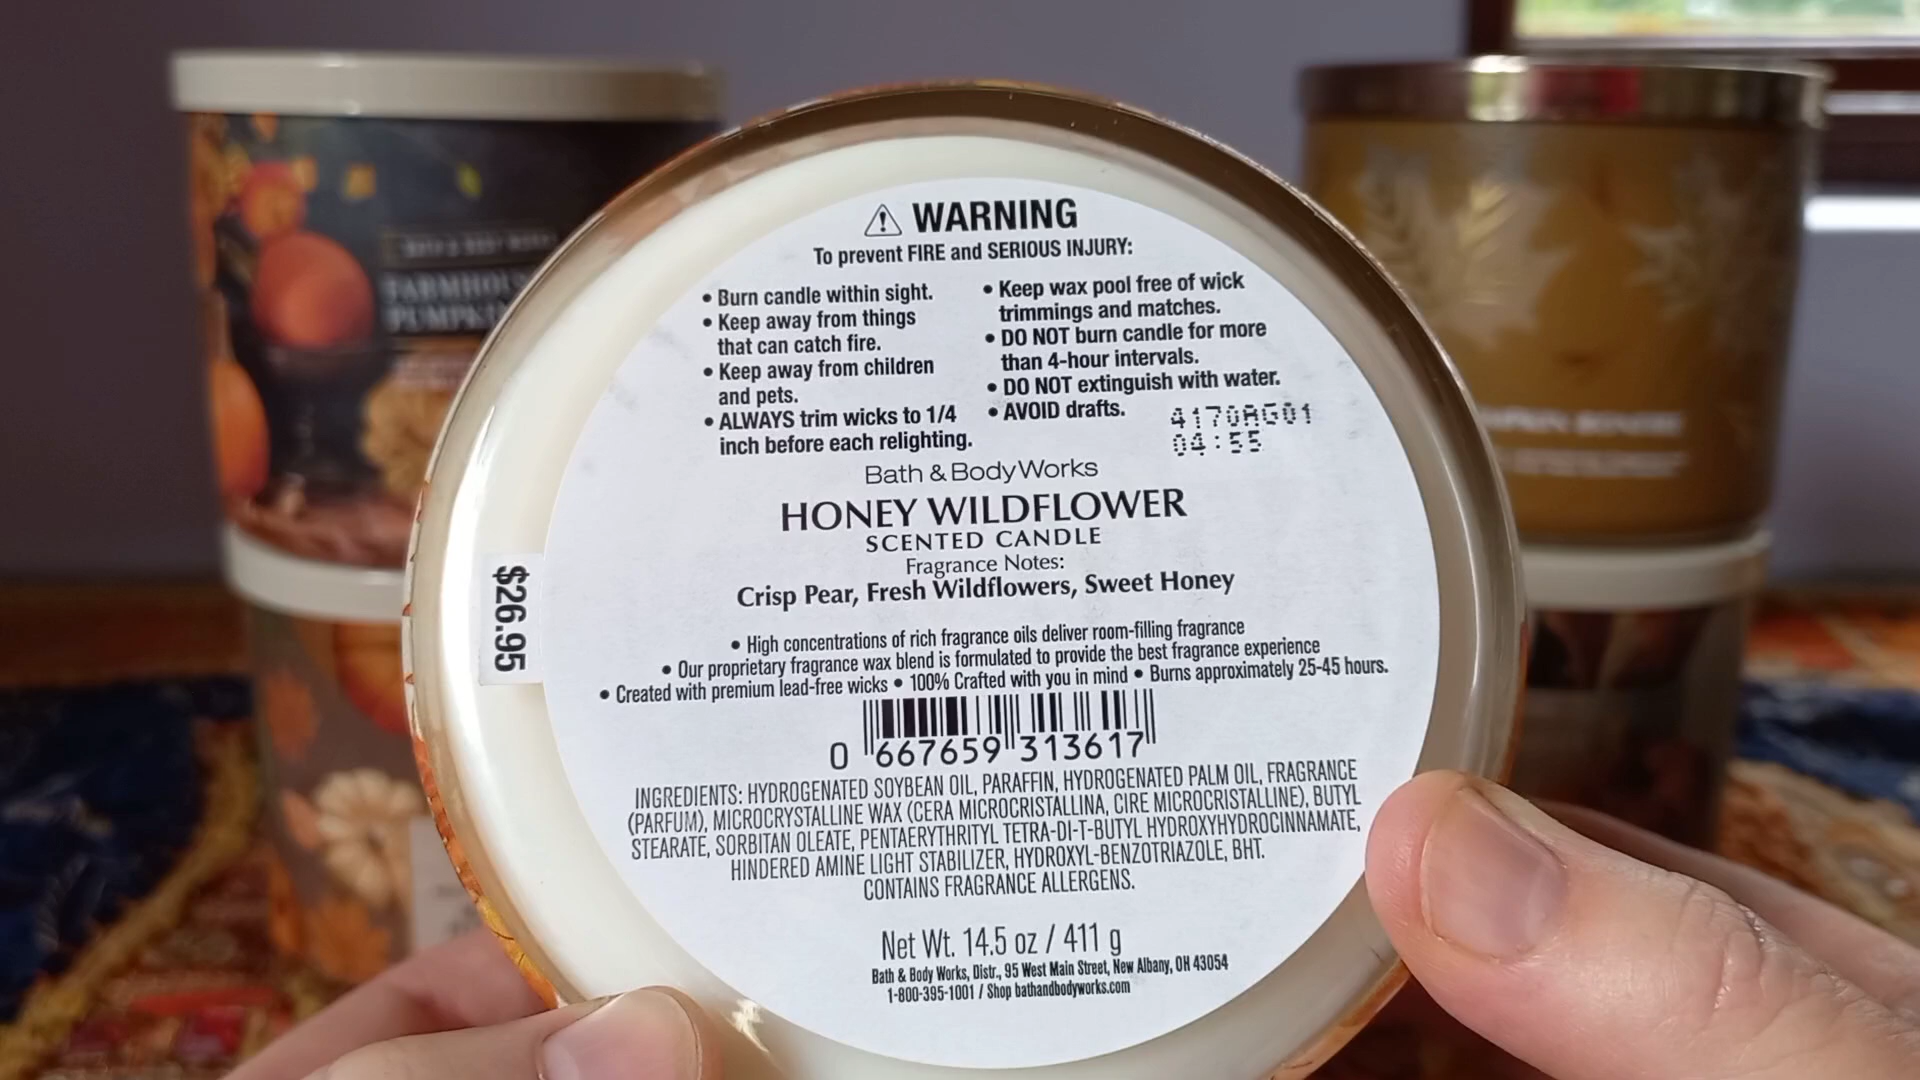 WARNING
To prevent FIRE and SERIOUS INJURY:
• Burn candle within sight.
• Keep away from things
that can catch fire.
• Keep away from children
and pets.
• ALWAYS trim wicks to 1/4
inch before each relighting.
• Keep wax pool free of wick
trimmings and matches.
• DO NOT burn candle for more
than 4-hour intervals.
• DO NOT extinguish with water.
• AVOID drafts.
4170AG01
04:55
Bath & Body Works
HONEY WILDFLOWER
SCENTED CANDLE
Fragrance Notes:
Crisp Pear, Fresh Wildflowers, Sweet Honey
• High concentrations of rich fragrance oils deliver room-filling fragrance
• Our proprietary fragrance wax blend is formulated to provide the best fragrance experience
• Created with premium lead-free wicks • 100% Crafted with you in mind • Burns approximately 25-45 hours.
0 667659 313617
INGREDIENTS: HYDROGENATED SOYBEAN OIL, PARAFFIN, HYDROGENATED PALM OIL, FRAGRANCE
(PARFUM), MICROCRYSTALLINE WAX (CERA MICROCRISTALLINA, CIRE MICROCRISTALLINE), BUTYL
STEARATE, SORBITAN OLEATE, PENTAERYTHRITYL TETRA-DI-T-BUTYL HYDROXYHYDROCINNAMATE,
HINDERED AMINE LIGHT STABILIZER, HYDROXYL-BENZOTRIAZOLE, BHT.
CONTAINS FRAGRANCE ALLERGENS.
Net Wt. 14.5 oz / 411 g
Bath & Body Works, Distr., 95 West Main Street, New Albany, OH 43054
1-800-395-1001 / Shop bathandbodyworks.com
$26.95